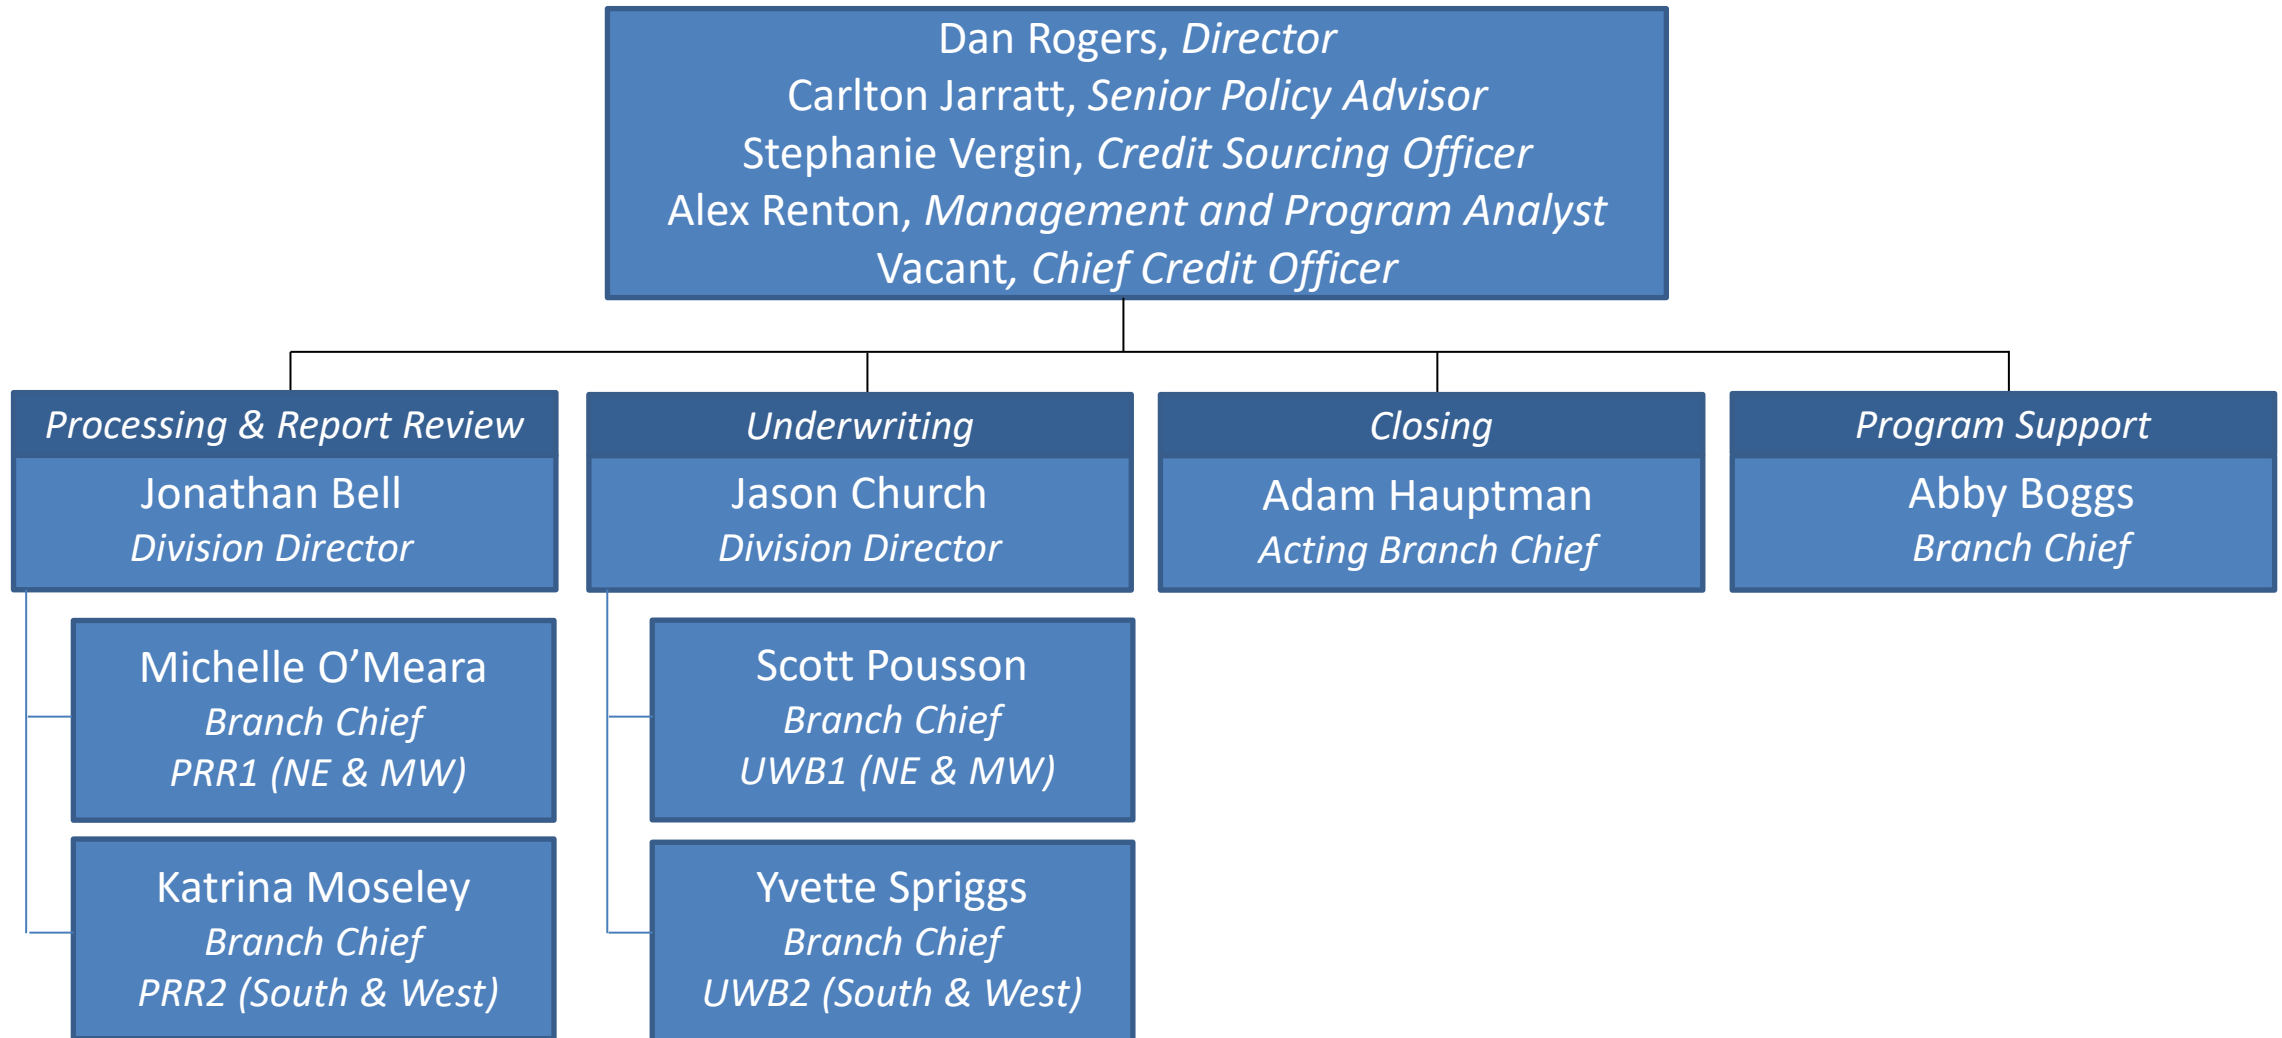 Dan Rogers, Director
Carlton Jarratt, Senior Policy Advisor
Stephanie Vergin, Credit Sourcing Officer
Alex Renton, Management and Program Analyst
Vacant, Chief Credit Officer
Processing & Report Review
Jonathan Bell
Division Director
Michelle O’Meara
Branch Chief
PRR1 (NE & MW)
Katrina Moseley
Branch Chief
PRR2 (South & West)
Underwriting
Jason Church
Division Director
Scott Pousson
Branch Chief
UWB1 (NE & MW)
Yvette Spriggs
Branch Chief
UWB2 (South & West)
Closing
Adam Hauptman
Acting Branch Chief
Program Support
Abby Boggs
Branch Chief